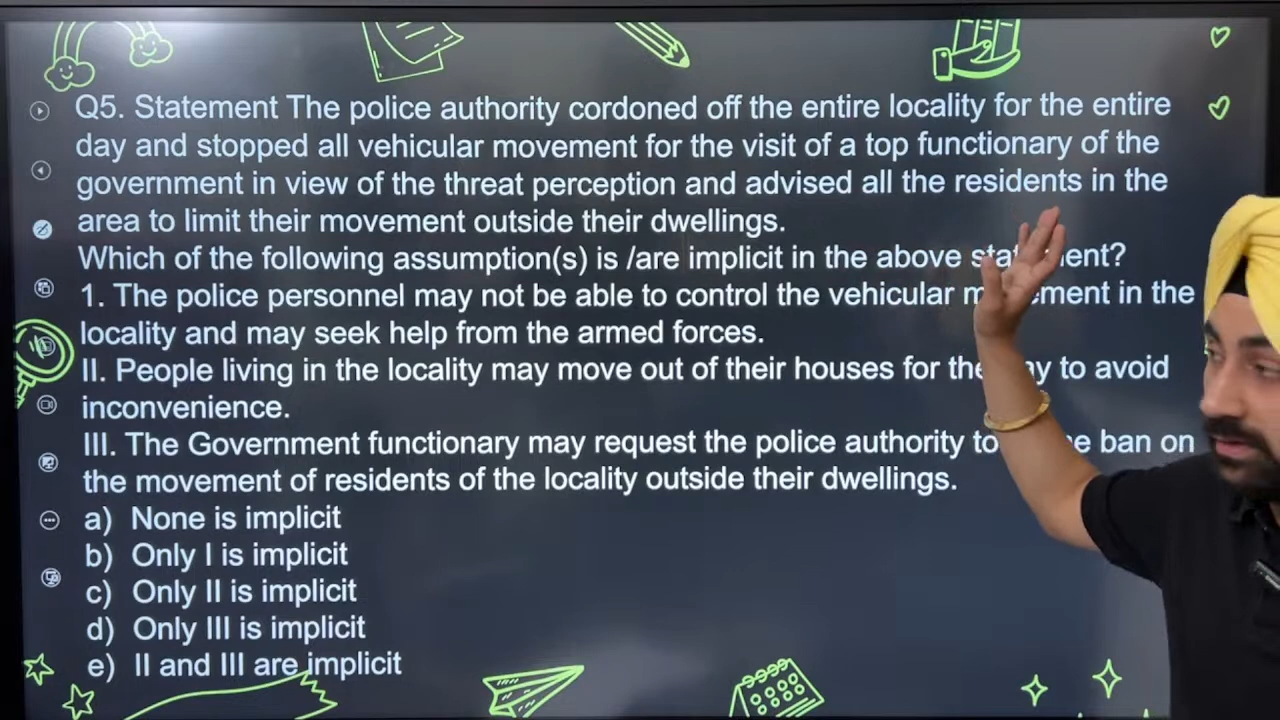 Q5. Statement The police authority cordoned off the entire locality for the entire
day and stopped all vehicular movement for the visit of a top functionary of the
government in view of the threat perception and advised all the residents in the
area to limit their movement outside their dwellings.
Which of the following assumption(s) is /are implicit in the above statement?
1. The police personnel may not be able to control the vehicular movement in the
locality and may seek help from the armed forces.
II. People living in the locality may move out of their houses for the day to avoid
inconvenience.
III. The Government functionary may request the police authority to ban on
the movement of residents of the locality outside their dwellings.
a) None is implicit
b) Only I is implicit
c) Only II is implicit
d) Only III is implicit
e) II and III are implicit